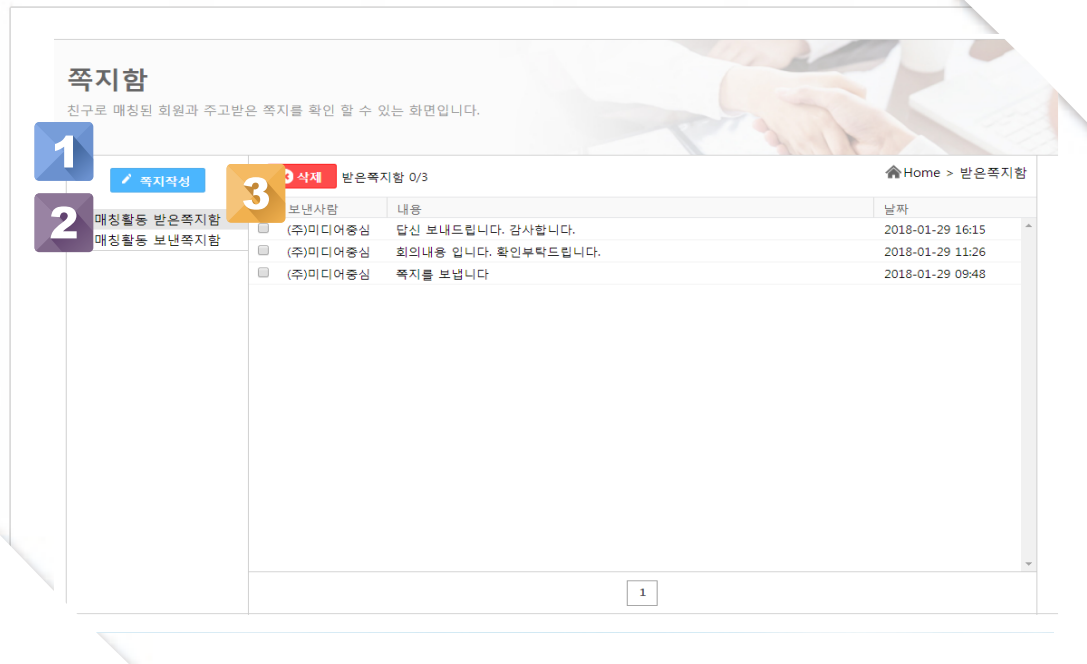 쪽지함
친구로 매칭된 회원과 주고받은 쪽지를 확인 할 수 있는 화면입니다.
1
쪽지작성
2
매칭활동 받은쪽지함
매칭활동 보낸쪽지함
3
삭제 받은쪽지함 0/3
Home > 받은쪽지함
보낸사람 내용 날짜
(주)미디어중심 답신 보내드립니다. 감사합니다. 2018-01-29 16:15
(주)미디어중심 회의내용 입니다. 확인부탁드립니다. 2018-01-29 11:26
(주)미디어중심 쪽지를 보냅니다 2018-01-29 09:48
1